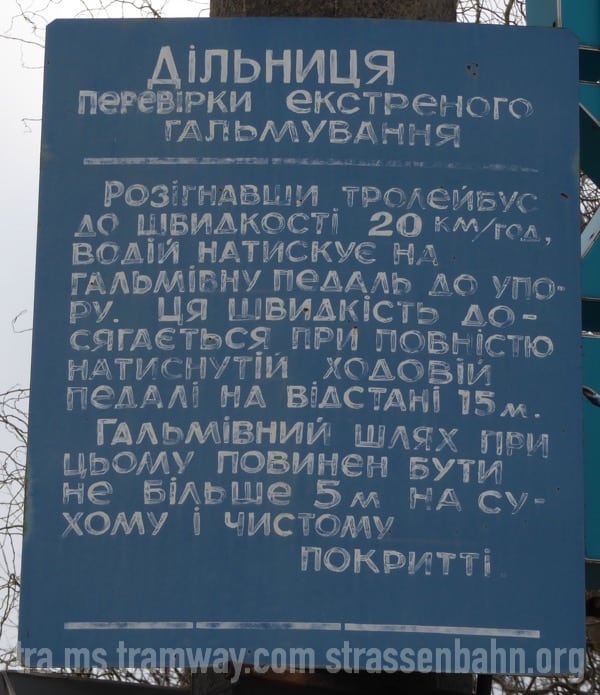 ДІЛЬНИЦЯ
ПЕРЕВІРКИ ЕКСТРЕНОГО
ГАЛЬМУВАННЯ
РОЗІГНАВШИ ТРОЛЕЙБУС
ДО ШВИДКОСТІ 20 КМ/ГОД,
ВОДІЙ НАТИСКУЄ НА
ГАЛЬМІВНУ ПЕДАЛЬ ДО УПО-
РУ. ЦЯ ШВИДКІСТЬ ДО-
СЯГАЄТЬСЯ ПРИ ПОВНІСТЮ
НАТИСНУТІЙ ХОДОВІЙ
ПЕДАЛІ НА ВІДСТАНІ 15 М.
ГАЛЬМІВНИЙ ШЛЯХ ПРИ
ЦЬОМУ ПОВИНЕН БУТИ
НЕ БІЛЬШЕ 5 М НА СУ-
ХОМУ І ЧИСТОМУ
ПОКРИТТІ.
tra.ms tramway.com strassenbahn.org